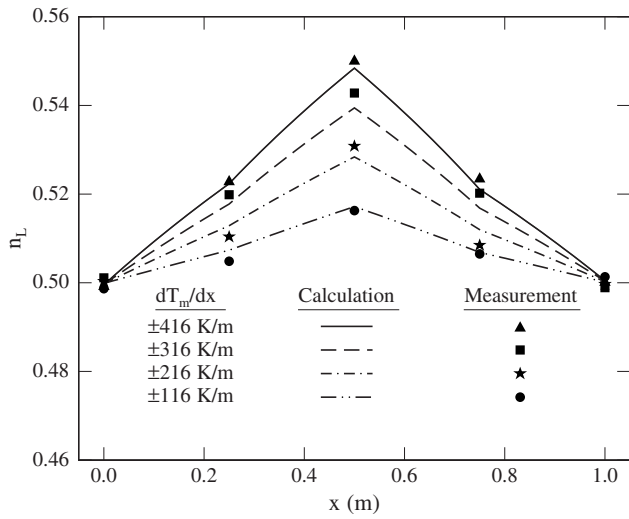 0.56
0.54
0.52
0.50
0.48
0.46
n_L
dT_m/dx Calculation Measurement
±416 K/m
±316 K/m
±216 K/m
±116 K/m
0.0 0.2 0.4 0.6 0.8 1.0
x (m)